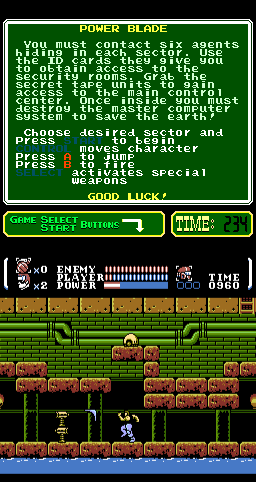 POWER BLADE
You must contact six agents
hiding in each sector. Use
the ID cards they give you
to obtain access to the
security rooms. Grab the
secret tape units to gain
access to the main control
center. Once inside you must
destroy the master computer
system to save the earth!
Choose desired sector and
Press START to begin
CONTROL moves character
Press A to jump
Press B to fire
SELECT activates special
weapons
GOOD LUCK!
GAME SELECT
START BUTTONS
TIME: 234
x0 ENEMY
PLAYER TIME
x2 POWER 0960